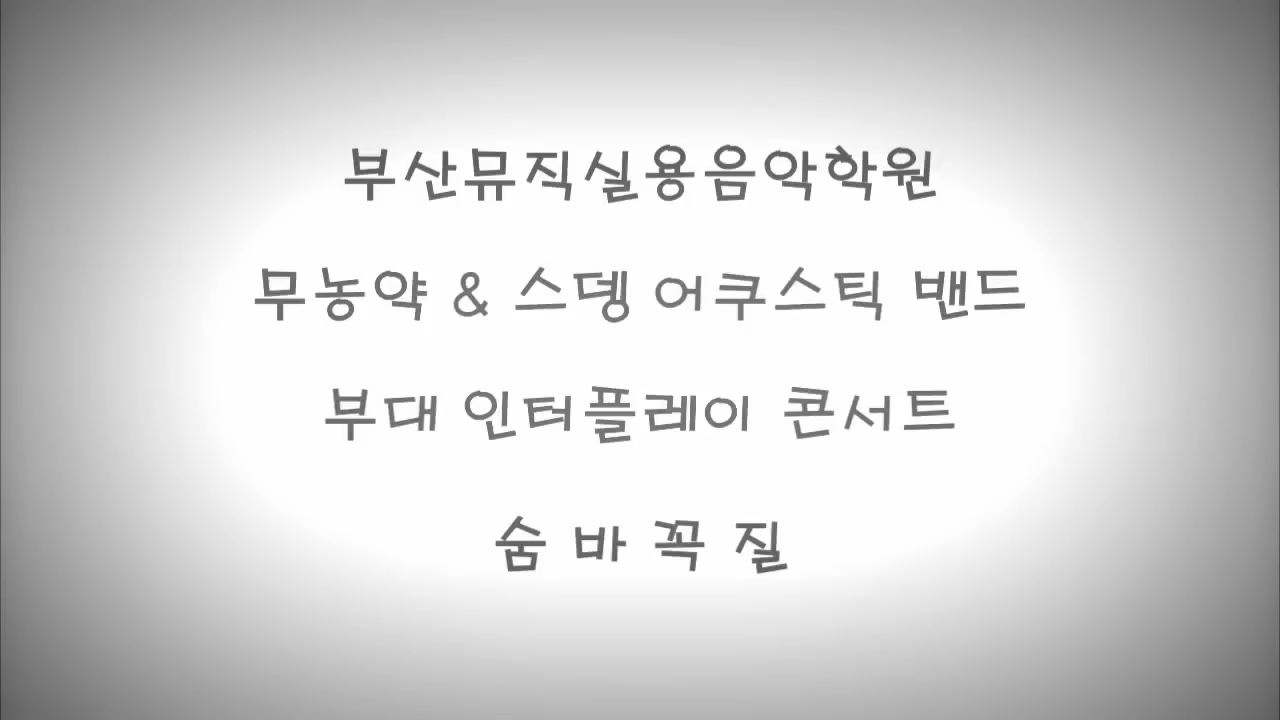 부산뮤직실용음악학원
무농약 & 스뎅 어쿠스틱 밴드
부대 인터플레이 콘서트
숨 바 꼭 질